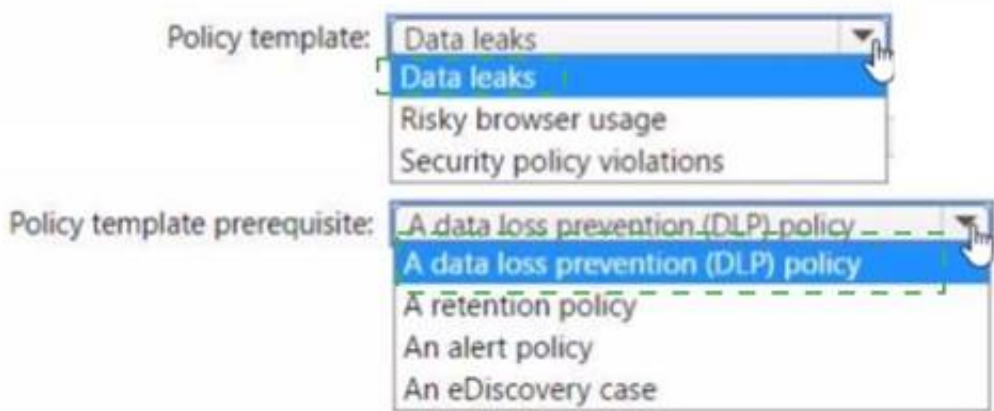 Policy template: Data leaks
Data leaks
Risky browser usage
Security policy violations
Policy template prerequisite: A data loss prevention (DLP) policy
A data loss prevention (DLP) policy
A retention policy
An alert policy
An eDiscovery case